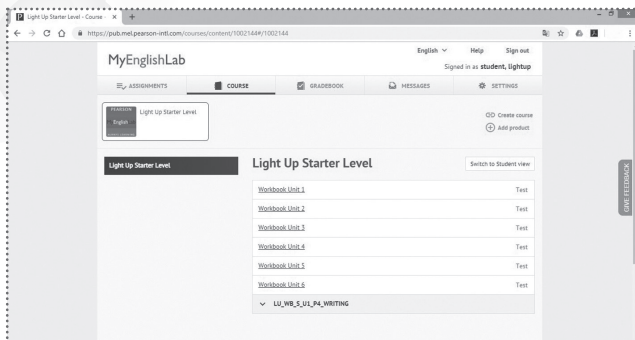 Light Up Starter Level - Course
https://pub.mel.pearson-intl.com/courses/content/1002144#/1002144
MyEnglishLab
English
Help
Sign out
Signed in as student, lightup
ASSIGNMENTS
COURSE
GRADEBOOK
MESSAGES
SETTINGS
PEARSON
English
Light Up Starter Level
Create course
Add product
Light Up Starter Level
Light Up Starter Level
Switch to Student view
Workbook Unit 1 Test
Workbook Unit 2 Test
Workbook Unit 3 Test
Workbook Unit 4 Test
Workbook Unit 5 Test
Workbook Unit 6 Test
LU_WB_S_U1_P4_WRITING
GIVE FEEDBACK